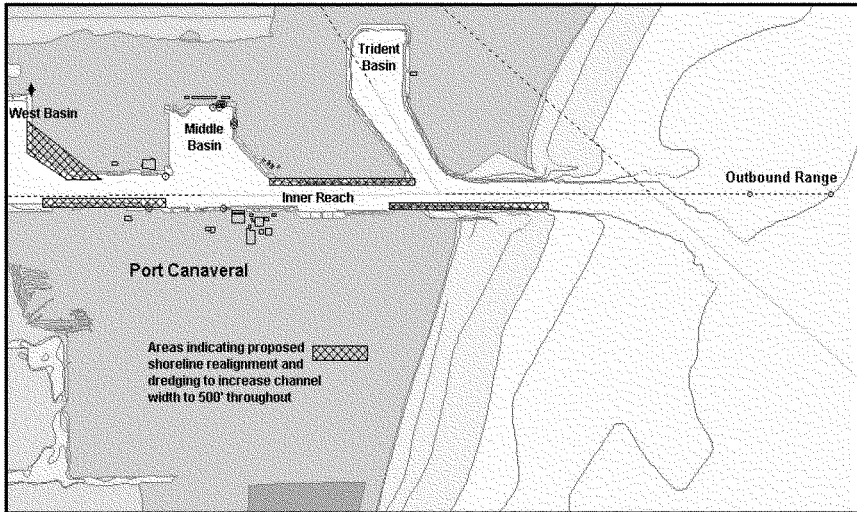 Trident
Basin
West Basin
Middle
Basin
Outbound Range
Inner Reach
Port Canaveral
Areas indicating proposed
shoreline realignment and
dredging to increase channel
width to 500' throughout